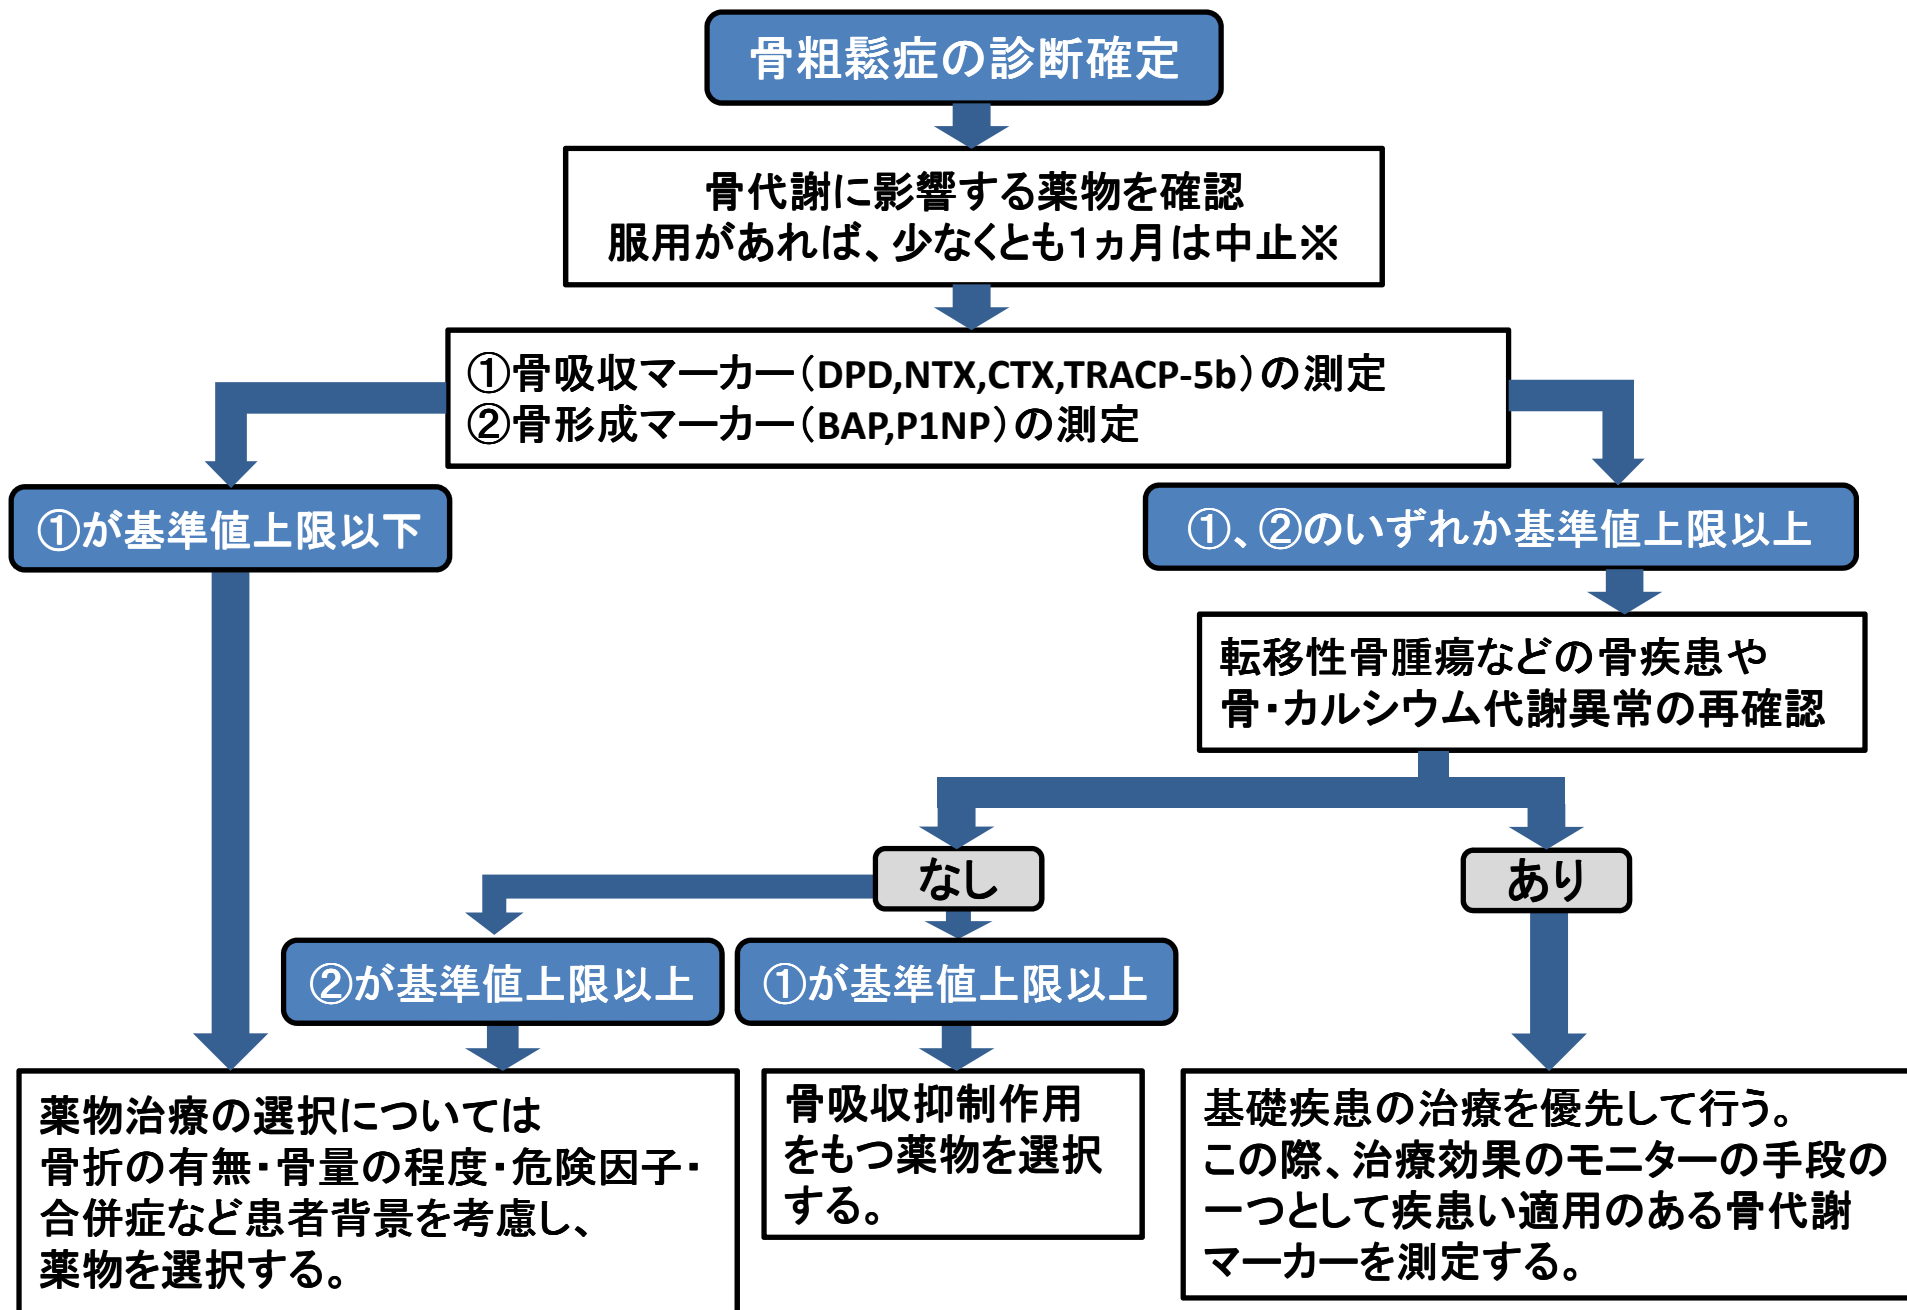 骨粗鬆症の診断確定
骨代謝に影響する薬物を確認
服用があれば、少なくとも1ヵ月は中止※
①骨吸収マーカー（DPD,NTX,CTX,TRACP-5b）の測定
②骨形成マーカー（BAP,P1NP）の測定
①が基準値上限以下
①、②のいずれか基準値上限以上
転移性骨腫瘍などの骨疾患や
骨・カルシウム代謝異常の再確認
なし
あり
②が基準値上限以上
①が基準値上限以上
薬物治療の選択については
骨折の有無・骨量の程度・危険因子・
合併症など患者背景を考慮し、
薬物を選択する。
骨吸収抑制作用
をもつ薬物を選択
する。
基礎疾患の治療を優先して行う。
この際、治療効果のモニターの手段の
一つとして疾患い適用のある骨代謝
マーカーを測定する。